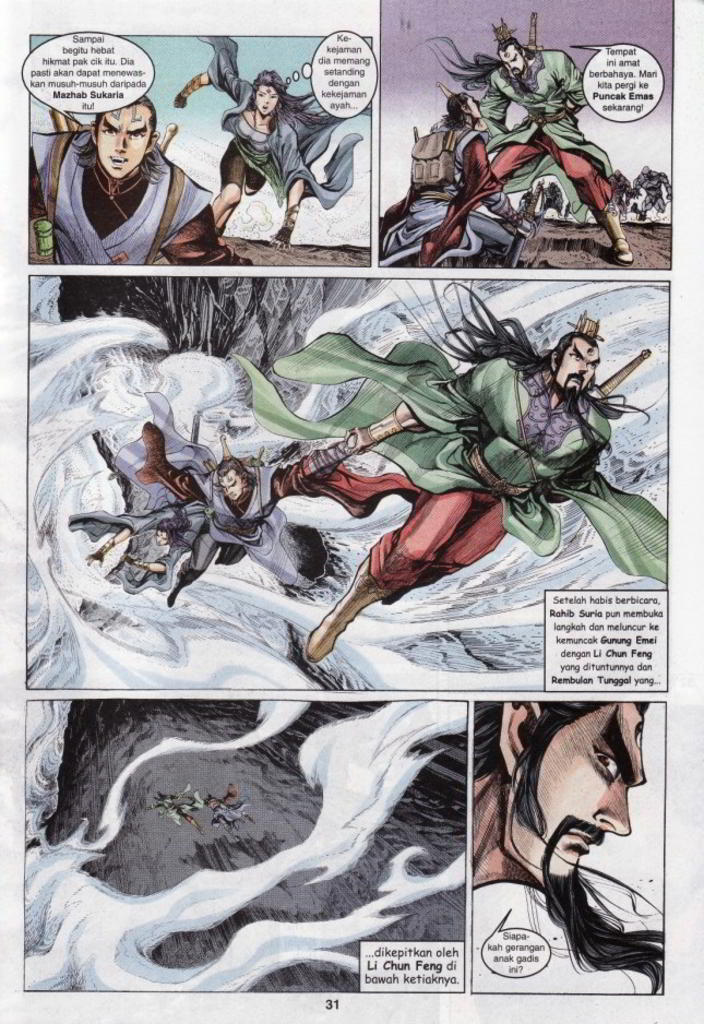 Sampai
begitu hebat
hikmat pak cik itu. Dia
pasti akan dapat menewas-
kan musuh-musuh daripada
Mazhab Sukaria
itu!
Ke-
kejaman
dia memang
setanding
dengan
kekejaman
ayah...
Tempat
ini amat
berbahaya. Mari
kita pergi ke
Puncak Emas
sekarang!
Setelah habis berbicara,
Rahib Suria pun membuka
langkah dan meluncur ke
kemuncak Gunung Emei
dengan Li Chun Feng
yang dituntunnya dan
Rembulan Tunggal yang...
...dikepitkan oleh
Li Chun Feng di
bawah ketiaknya.
Siapa-
kah gerangan
anak gadis
ini?
31